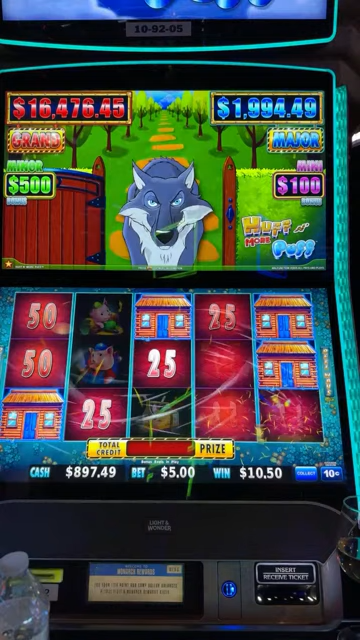 10-92-05
$16,476.45 $1,994.49
GRAND MAJOR
MINOR MINI
$500 $100
BONUS BONUS
Huff N' More Puff
50 25
50 25
25
TOTAL CREDIT PRIZE
CASH $897.49 BET $5.00 WIN $10.50 COLLECT 10¢
LIGHT & WONDER
INSERT
RECEIVE TICKET